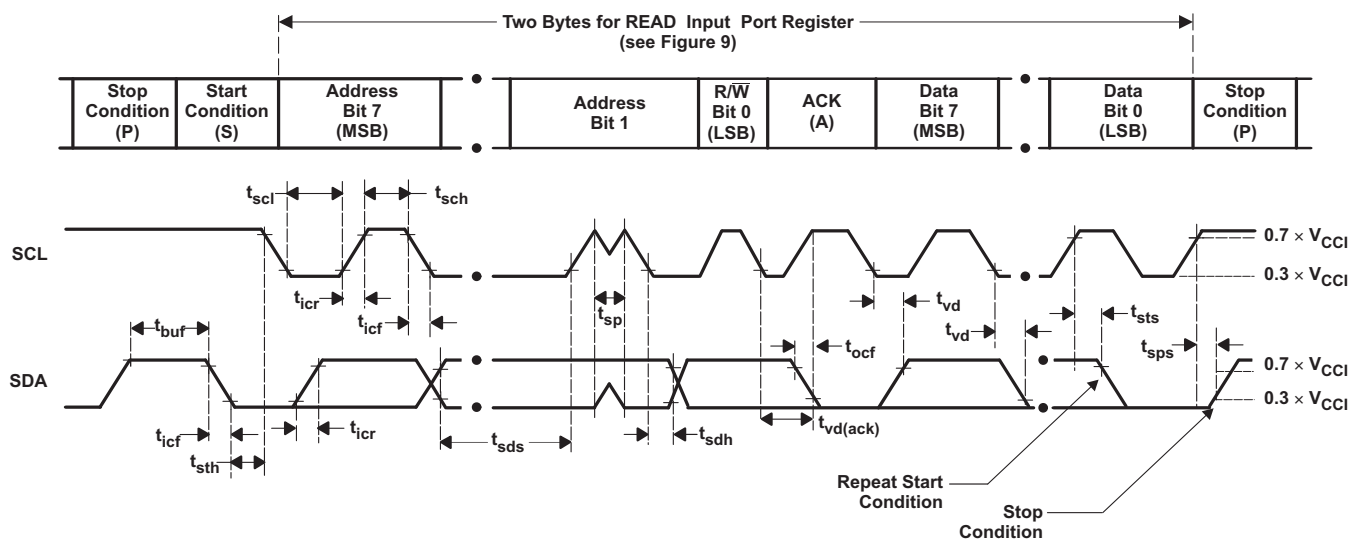 Two Bytes for READ Input Port Register
(see Figure 9)
Stop
Condition
(P)
Start
Condition
(S)
Address
Bit 7
(MSB)
Address
Bit 1
R/W̅
Bit 0
(LSB)
ACK
(A)
Data
Bit 7
(MSB)
Data
Bit 0
(LSB)
Stop
Condition
(P)
tscl
tsch
SCL
0.7 × VCCI
0.3 × VCCI
ticr
ticf
tsp
tvd
tvd
tsts
tbuf
tocf
tsps
SDA
0.7 × VCCI
0.3 × VCCI
ticf
ticr
tsth
tsds
tsdh
tvd(ack)
Repeat Start
Condition
Stop
Condition